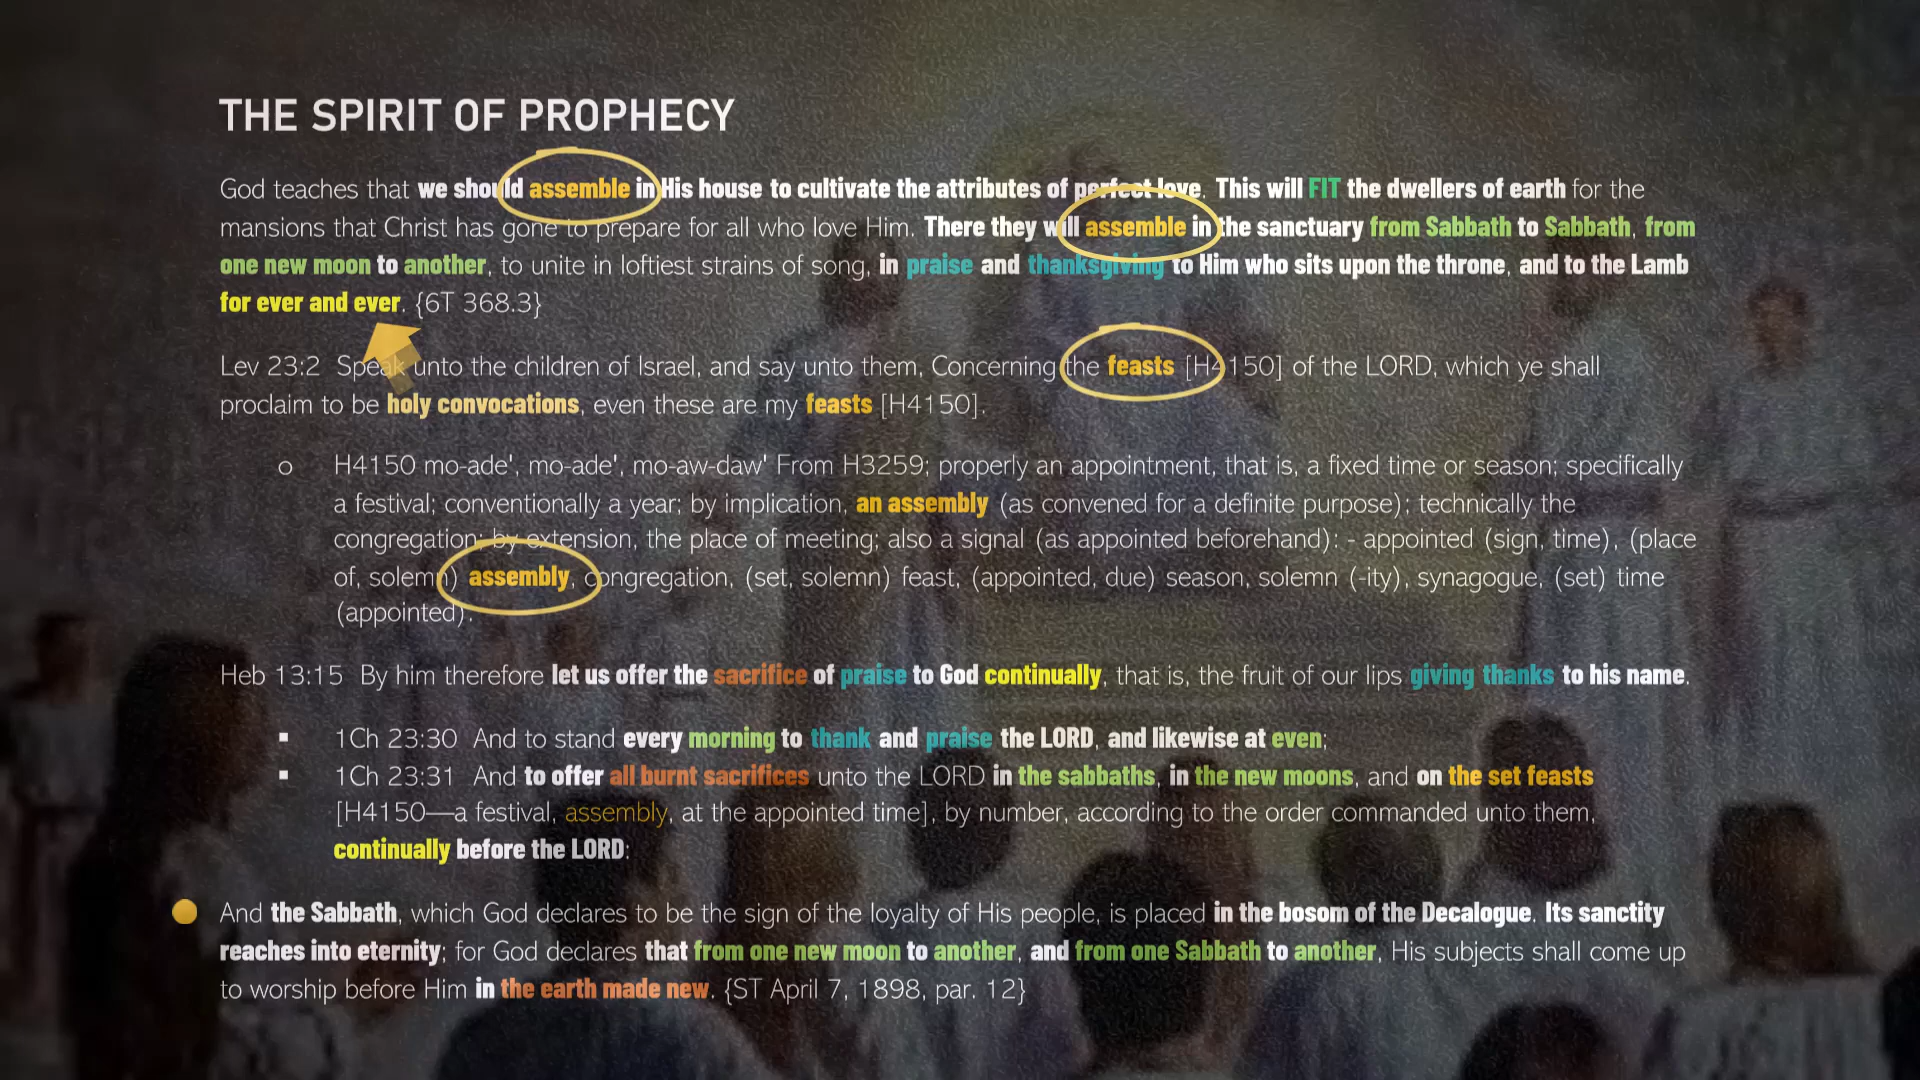 THE SPIRIT OF PROPHECY
God teaches that we should assemble in His house to cultivate the attributes of perfect love. This will FIT the dwellers of earth for the
mansions that Christ has gone to prepare for all who love Him. There they will assemble in the sanctuary from Sabbath to Sabbath, from
one new moon to another, to unite in loftiest strains of song, in praise and thanksgiving to Him who sits upon the throne, and to the Lamb
for ever and ever. {6T 368.3}
Lev 23:2 Speak unto the children of Israel, and say unto them, Concerning the feasts [H4150] of the LORD, which ye shall
proclaim to be holy convocations, even these are my feasts [H4150].
o H4150 mo-ade', mo-ade', mo-aw-daw' From H3259; properly an appointment, that is, a fixed time or season; specifically
a festival; conventionally a year; by implication, an assembly (as convened for a definite purpose); technically the
congregation; by extension, the place of meeting; also a signal (as appointed beforehand): - appointed (sign, time), (place
of, solemn) assembly, congregation, (set, solemn) feast, (appointed, due) season, solemn (-ity), synagogue, (set) time
(appointed).
Heb 13:15 By him therefore let us offer the sacrifice of praise to God continually, that is, the fruit of our lips giving thanks to his name.
▪ 1Ch 23:30 And to stand every morning to thank and praise the LORD, and likewise at even;
▪ 1Ch 23:31 And to offer all burnt sacrifices unto the LORD in the sabbaths, in the new moons, and on the set feasts
[H4150—a festival, assembly, at the appointed time], by number, according to the order commanded unto them,
continually before the LORD:
And the Sabbath, which God declares to be the sign of the loyalty of His people, is placed in the bosom of the Decalogue. Its sanctity
reaches into eternity; for God declares that from one new moon to another, and from one Sabbath to another, His subjects shall come up
to worship before Him in the earth made new. {ST April 7, 1898, par. 12}